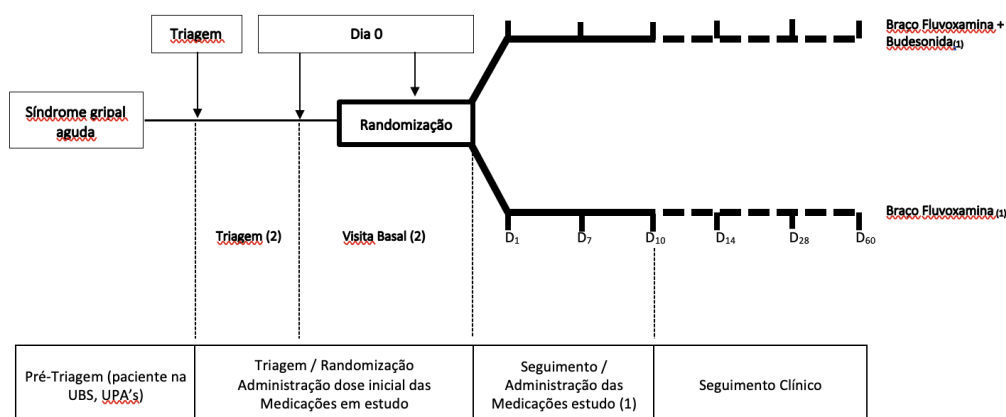 Triagem
Dia 0
Braço Fluvoxamina +
Budesonida(1)
Síndrome gripal
aguda
Randomização
Braço Fluvoxamina (1)
Triagem (2)
Visita Basal (2)
D1
D7
D10
D14
D28
D60
Pré-Triagem (paciente na
UBS, UPA's)
Triagem / Randomização
Administração dose inicial das
Medicações em estudo
Seguimento /
Administração das
Medicações estudo (1)
Seguimento Clínico